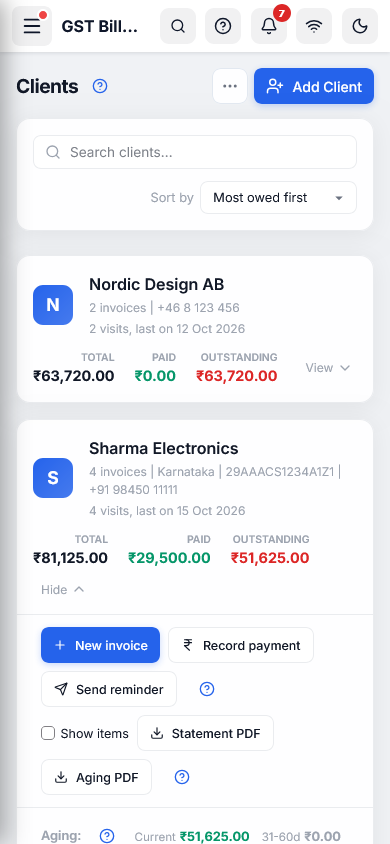 GST Bill...
7
Clients
Add Client
Search clients...
Sort by Most owed first
N
Nordic Design AB
2 invoices | +46 8 123 456
2 visits, last on 12 Oct 2026
TOTAL PAID OUTSTANDING
₹63,720.00 ₹0.00 ₹63,720.00
View
S
Sharma Electronics
4 invoices | Karnataka | 29AAACS1234A1Z1 |
+91 98450 11111
4 visits, last on 15 Oct 2026
TOTAL PAID OUTSTANDING
₹81,125.00 ₹29,500.00 ₹51,625.00
Hide
New invoice ₹ Record payment
Send reminder
Show items Statement PDF
Aging PDF
Aging: Current ₹51,625.00 31-60d ₹0.00